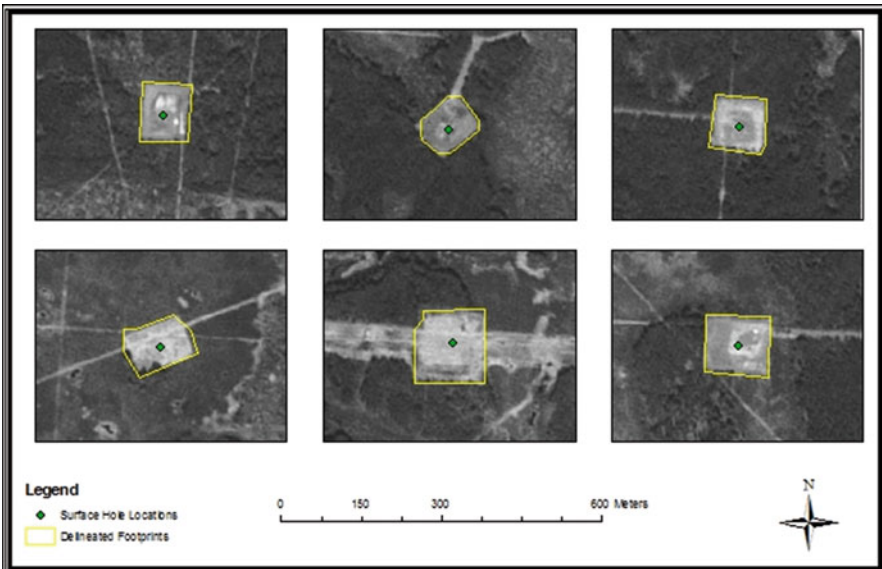 Legend
Surface Hole Locations
Delineated Footprints
0 150 300 600 Meters
N